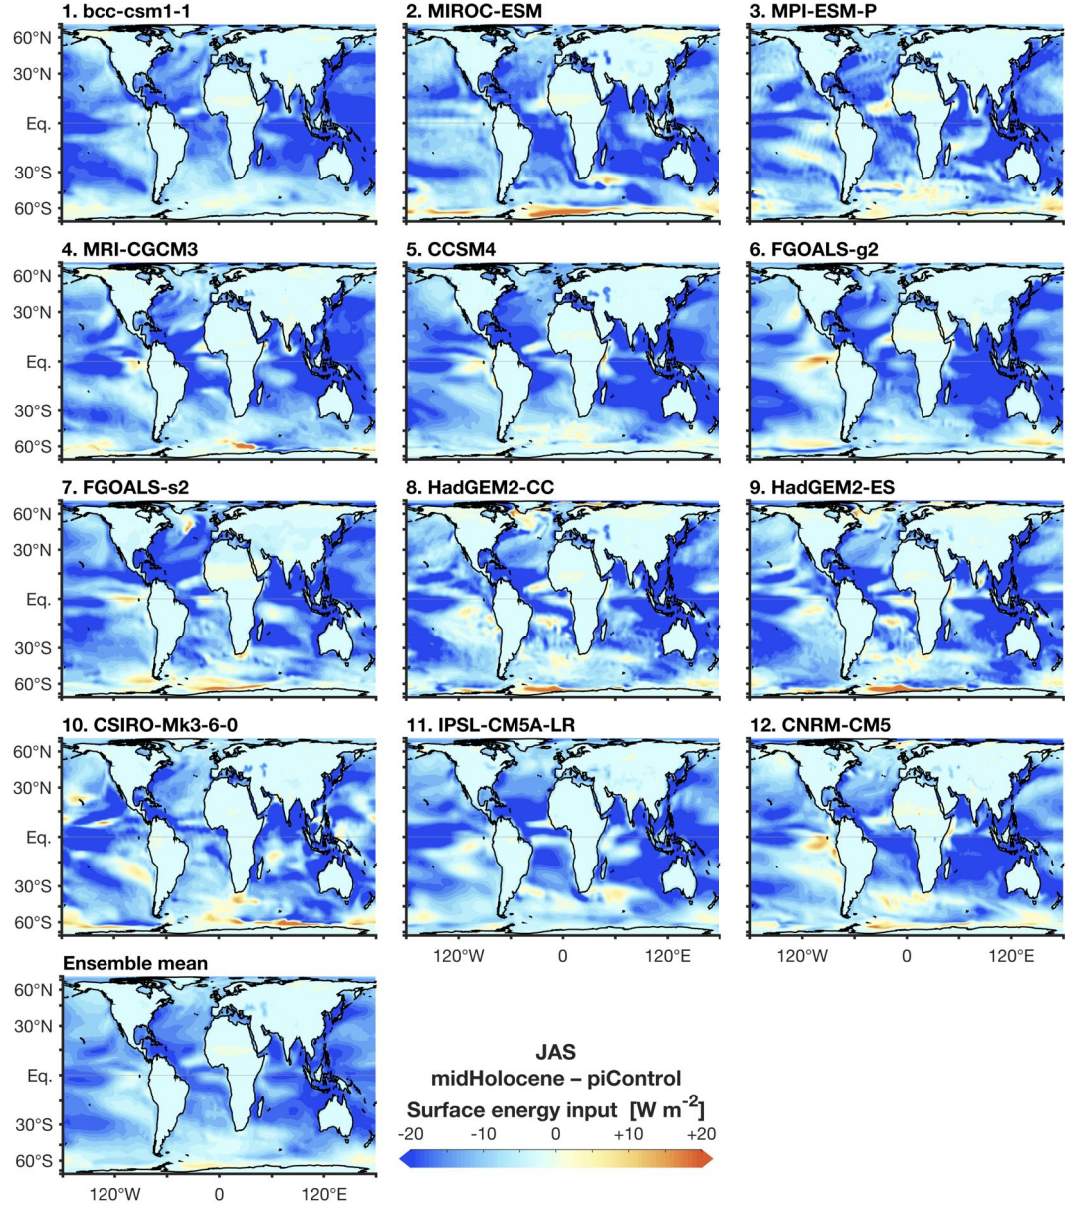 1. bcc-csm1-1
2. MIROC-ESM
3. MPI-ESM-P
60°N
30°N
Eq.
30°S
60°S
4. MRI-CGCM3
5. CCSM4
6. FGOALS-g2
60°N
30°N
Eq.
30°S
60°S
7. FGOALS-s2
8. HadGEM2-CC
9. HadGEM2-ES
60°N
30°N
Eq.
30°S
60°S
10. CSIRO-Mk3-6-0
11. IPSL-CM5A-LR
12. CNRM-CM5
60°N
30°N
Eq.
30°S
60°S
120°W 0 120°E
120°W 0 120°E
Ensemble mean
60°N
30°N
Eq.
30°S
60°S
120°W 0 120°E
JAS
midHolocene – piControl
Surface energy input [W m⁻²]
-20 -10 0 +10 +20